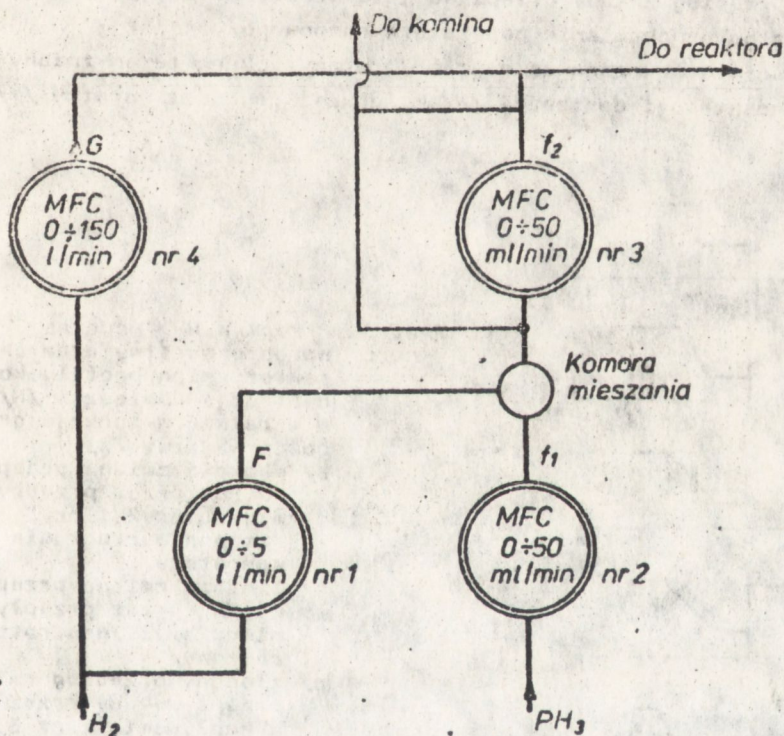 Do komina
Do reaktora
G
f₂
MFC
0÷150
l/min
nr 4
MFC
0÷50
ml/min
nr 3
Komora
mieszania
F
f₁
MFC
0÷5
l/min
nr 1
MFC
0÷50
ml/min
nr 2
H₂
PH₃